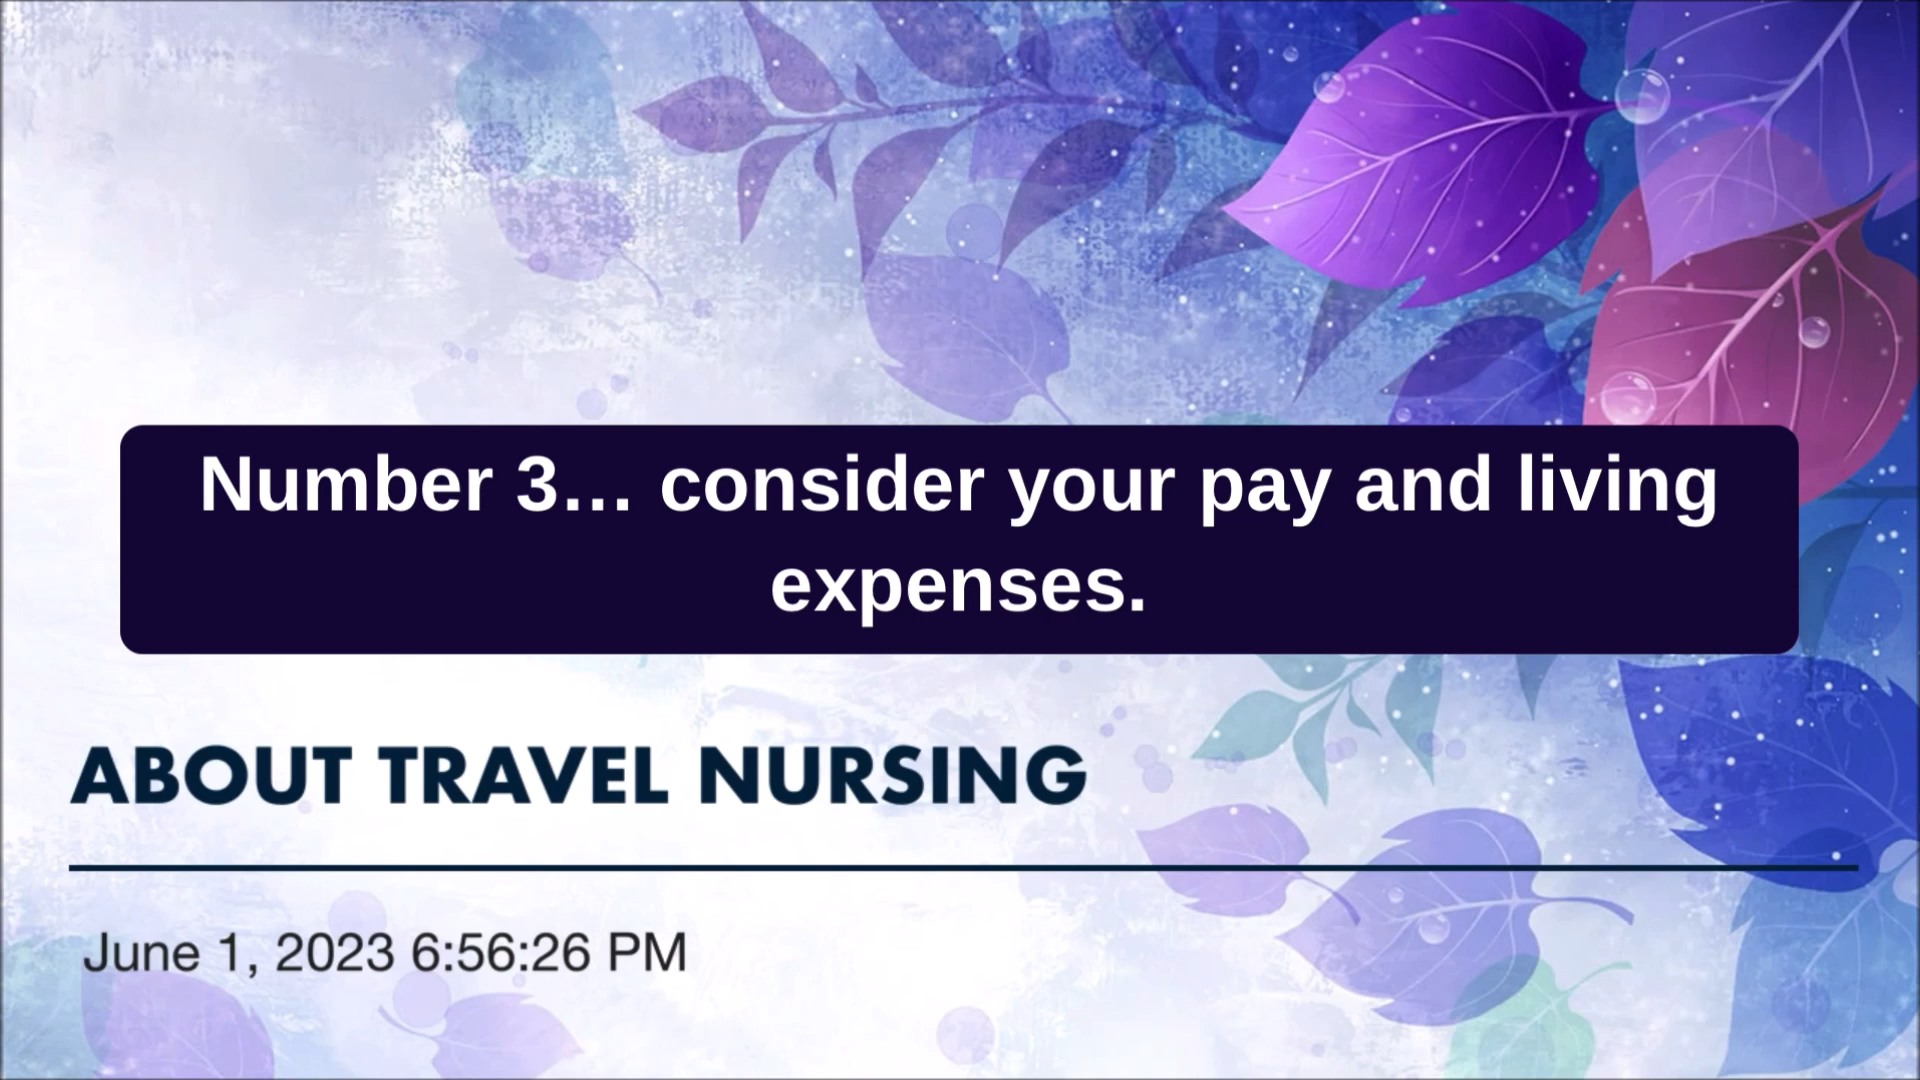 Number 3… consider your pay and living
expenses.
ABOUT TRAVEL NURSING
June 1, 2023 6:56:26 PM